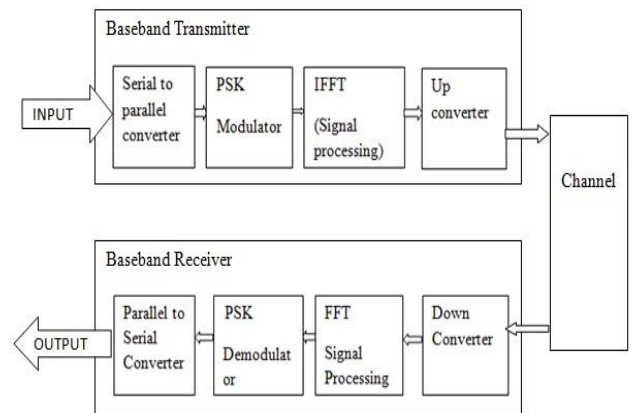 Baseband Transmitter
INPUT
Serial to
parallel
converter
PSK
Modulator
IFFT
(Signal
processing)
Up
converter
Channel
Baseband Receiver
OUTPUT
Parallel to
Serial
Converter
PSK
Demodulat
or
FFT
Signal
Processing
Down
Converter